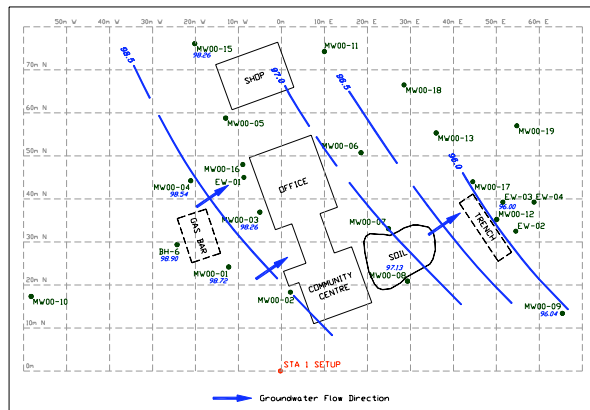 50m W 40m W 30m W 20m W 10m W 0m 10m E 20m E 30m E 40m E 50m E 60m E
80m N
70m N
60m N
50m N
40m N
30m N
20m N
10m N
0m
98.5
MW00-15
98.26
MW00-11
SHOP
97.0
96.5
MW00-18
MW00-05
MW00-13
MW00-19
MW00-06
MW00-16
EW-01
OFFICE
96.0
MW00-04
98.54
MW00-17
EW-03
96.00
EW-04
MW00-12
EW-02
TRENCH
MW00-03
98.26
GAS BAR
MW00-07
BH-6
98.90
SOIL
97.13
MW00-01
98.72
MW00-08
COMMUNITY
CENTRE
MW00-02
MW00-10
MW00-09
96.04
STA 1 SETUP
Groundwater Flow Direction